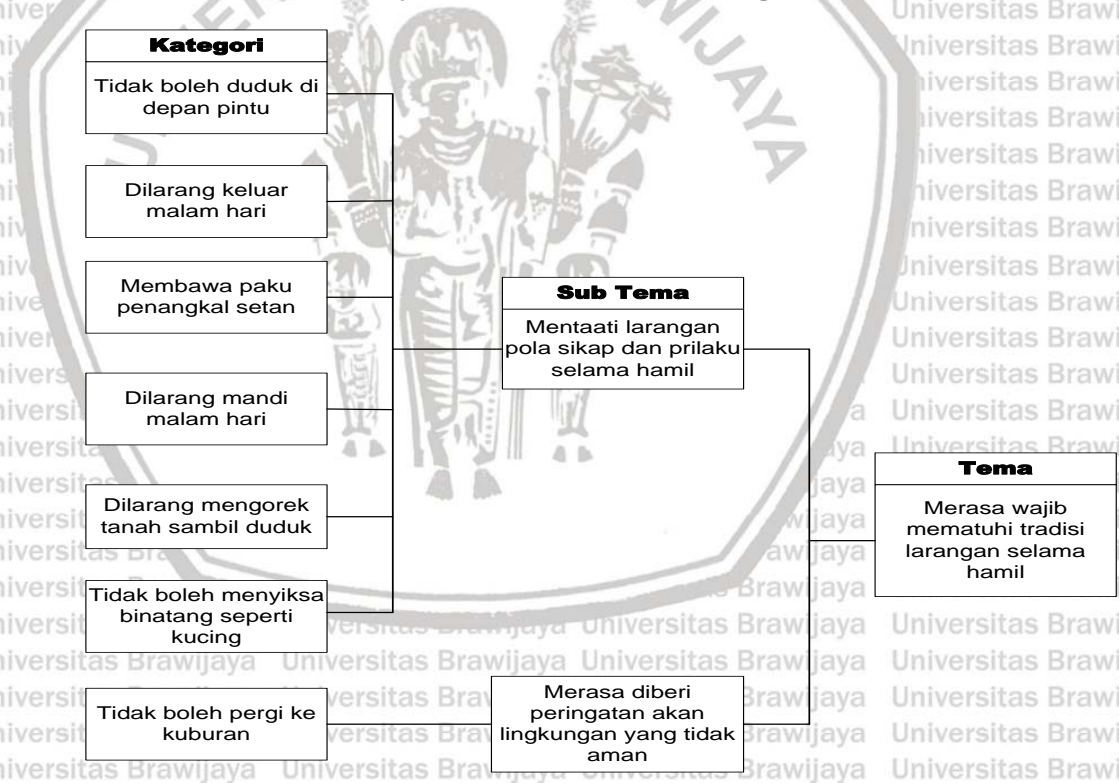 Kategori
Tidak boleh duduk di
depan pintu
Dilarang keluar
malam hari
Membawa paku
penangkal setan
Dilarang mandi
malam hari
Dilarang mengorek
tanah sambil duduk
Tidak boleh menyiksa
binatang seperti
kucing
Tidak boleh pergi ke
kuburan
Sub Tema
Mentaati larangan
pola sikap dan prilaku
selama hamil
Merasa diberi
peringatan akan
lingkungan yang tidak
aman
Tema
Merasa wajib
mematuhi tradisi
larangan selama
hamil